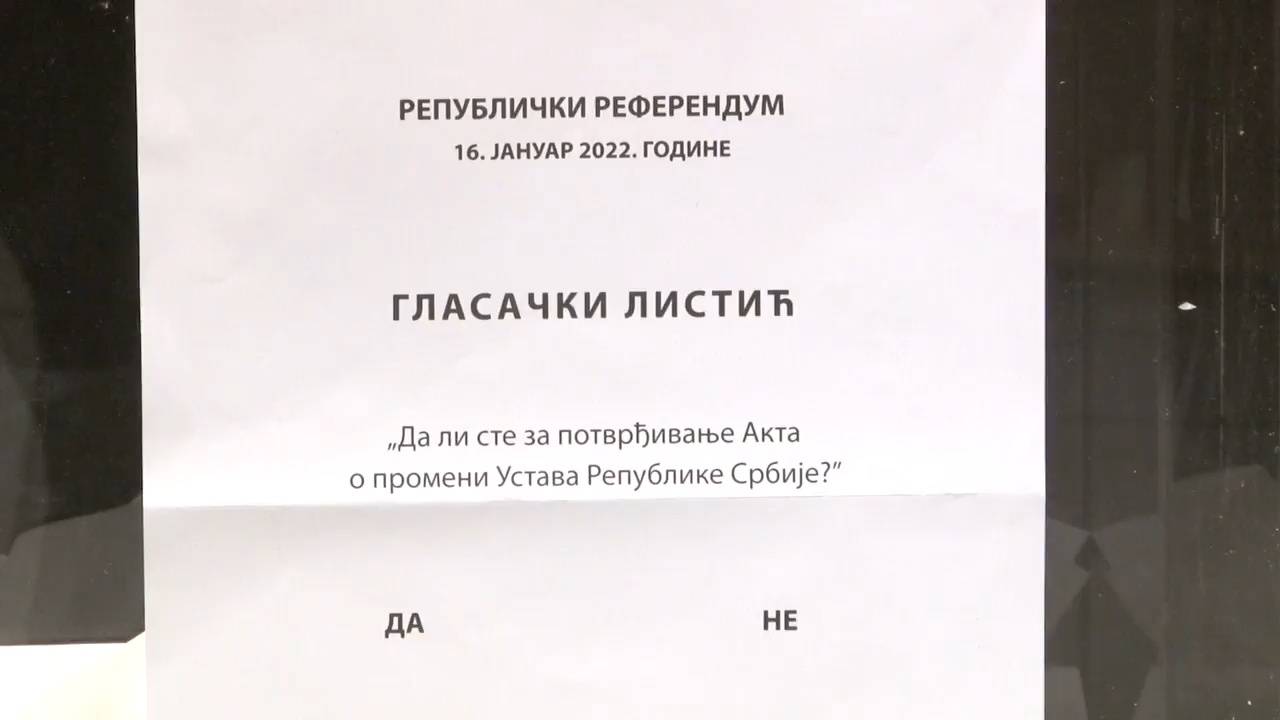 РЕПУБЛИЧКИ РЕФЕРЕНДУМ
16. ЈАНУАР 2022. ГОДИНЕ
ГЛАСАЧКИ ЛИСТИЋ
„Да ли сте за потврђивање Акта
о промени Устава Републике Србије?”
ДА НЕ